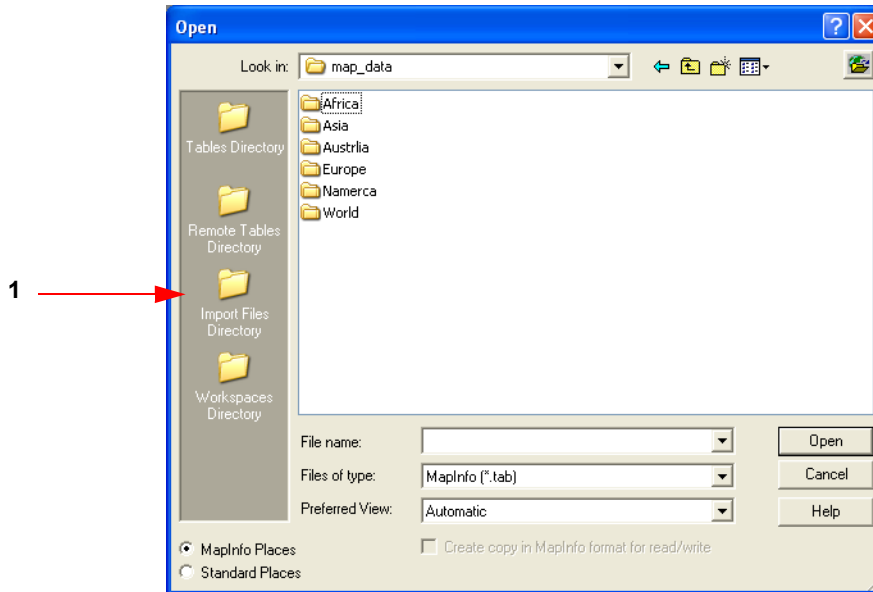 Open
Look in:
map_data
Tables Directory
Remote Tables
Directory
Import Files
Directory
Workspaces
Directory
Africa
Asia
Austrlia
Europe
Namerca
World
1
File name:
Open
Files of type:
MapInfo (*.tab)
Cancel
Preferred View:
Automatic
Help
MapInfo Places
Create copy in MapInfo format for read/write
Standard Places